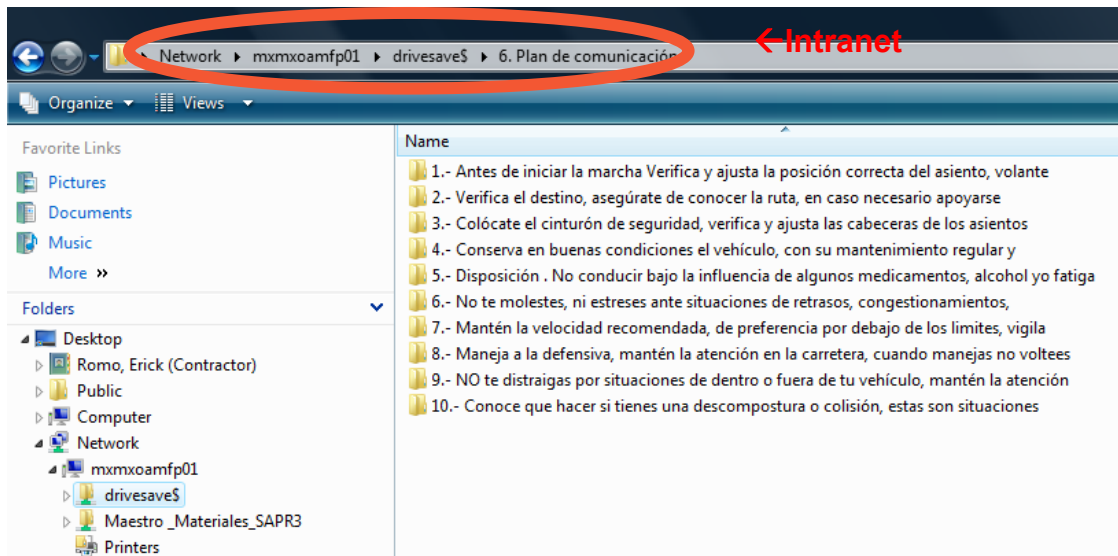 Network ▸ mxmxoamfp01 ▸ drivesave$ ▸ 6. Plan de comunicación
←Intranet
Organize Views
Favorite Links
Pictures
Documents
Music
More »
Folders
Desktop
Romo, Erick (Contractor)
Public
Computer
Network
mxmxoamfp01
drivesave$
Maestro _Materiales_SAPR3
Printers
Name
1.- Antes de iniciar la marcha Verifica y ajusta la posición correcta del asiento, volante
2.- Verifica el destino, asegúrate de conocer la ruta, en caso necesario apoyarse
3.- Colócate el cinturón de seguridad, verifica y ajusta las cabeceras de los asientos
4.- Conserva en buenas condiciones el vehículo, con su mantenimiento regular y
5.- Disposición . No conducir bajo la influencia de algunos medicamentos, alcohol yo fatiga
6.- No te molestes, ni estreses ante situaciones de retrasos, congestionamientos,
7.- Mantén la velocidad recomendada, de preferencia por debajo de los limites, vigila
8.- Maneja a la defensiva, mantén la atención en la carretera, cuando manejas no voltees
9.- NO te distraigas por situaciones de dentro o fuera de tu vehículo, mantén la atención
10.- Conoce que hacer si tienes una descompostura o colisión, estas son situaciones